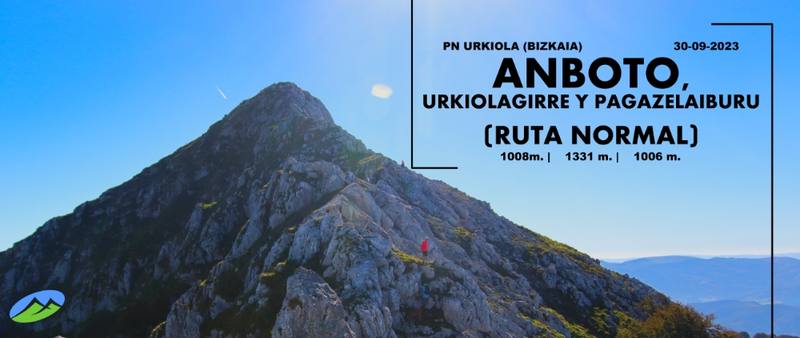 PN URKIOLA (BIZKAIA) 30-09-2023
ANBOTO,
URKIOLAGIRRE Y PAGAZELAIBURU
(RUTA NORMAL)
1008m. | 1331 m. | 1006 m.